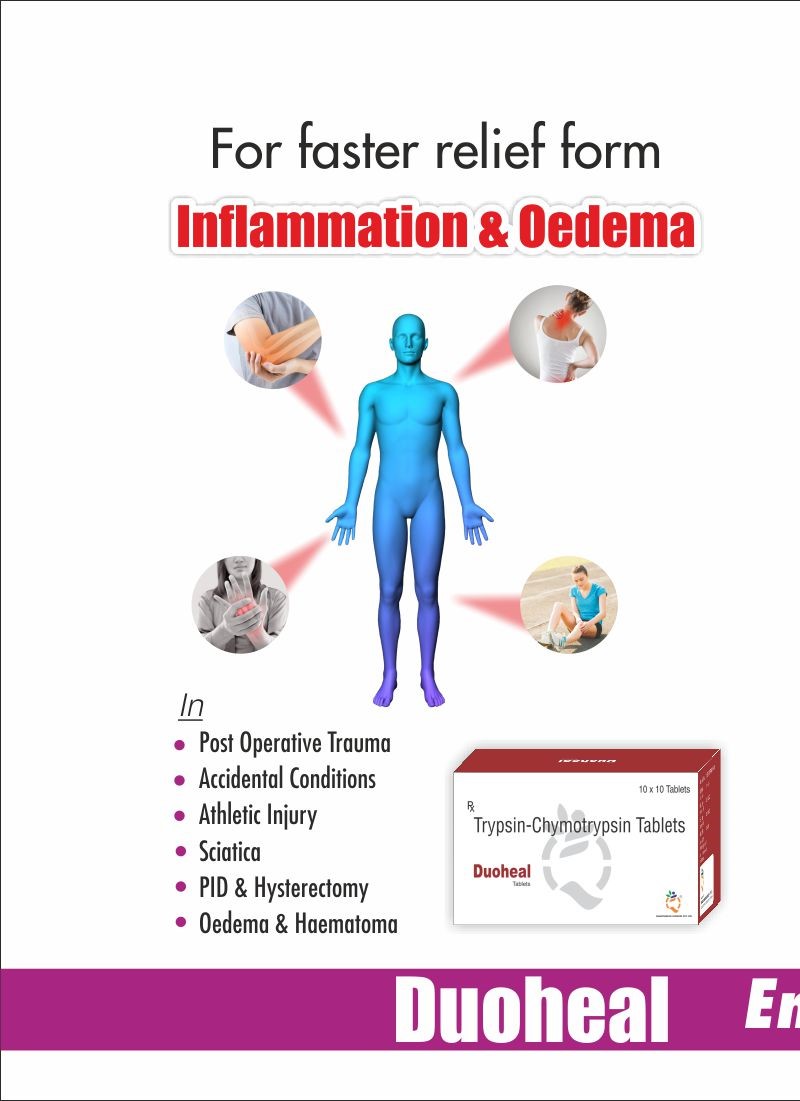 For faster relief form
Inflammation & Oedema
In
Post Operative Trauma
Accidental Conditions
Athletic Injury
Sciatica
PID & Hysterectomy
Oedema & Haematoma
Duoheal
10 x 10 Tablets
Rx
Trypsin-Chymotrypsin Tablets
Duoheal
Tablets
Duoheal